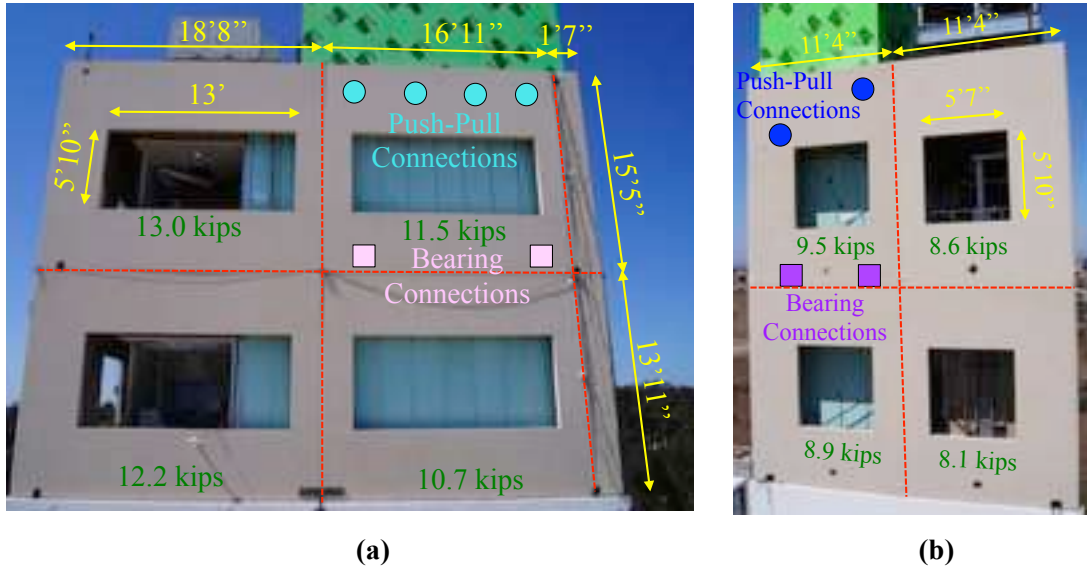 18’8”
16’11”
1’7”
13’
5’10”
Push-Pull
Connections
15’5”
13.0 kips
11.5 kips
Bearing
Connections
13’11”
12.2 kips
10.7 kips
(a)
11’4”
11’4”
Push-Pull
Connections
5’7”
5’10”
9.5 kips
8.6 kips
Bearing
Connections
8.9 kips
8.1 kips
(b)